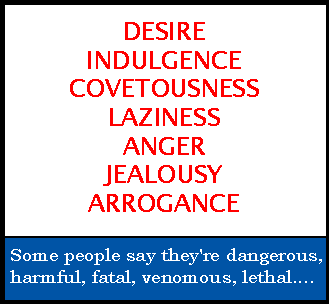 DESIRE
INDULGENCE
COVETOUSNESS
LAZINESS
ANGER
JEALOUSY
ARROGANCE
Some people say they're dangerous,
harmful, fatal, venomous, lethal....